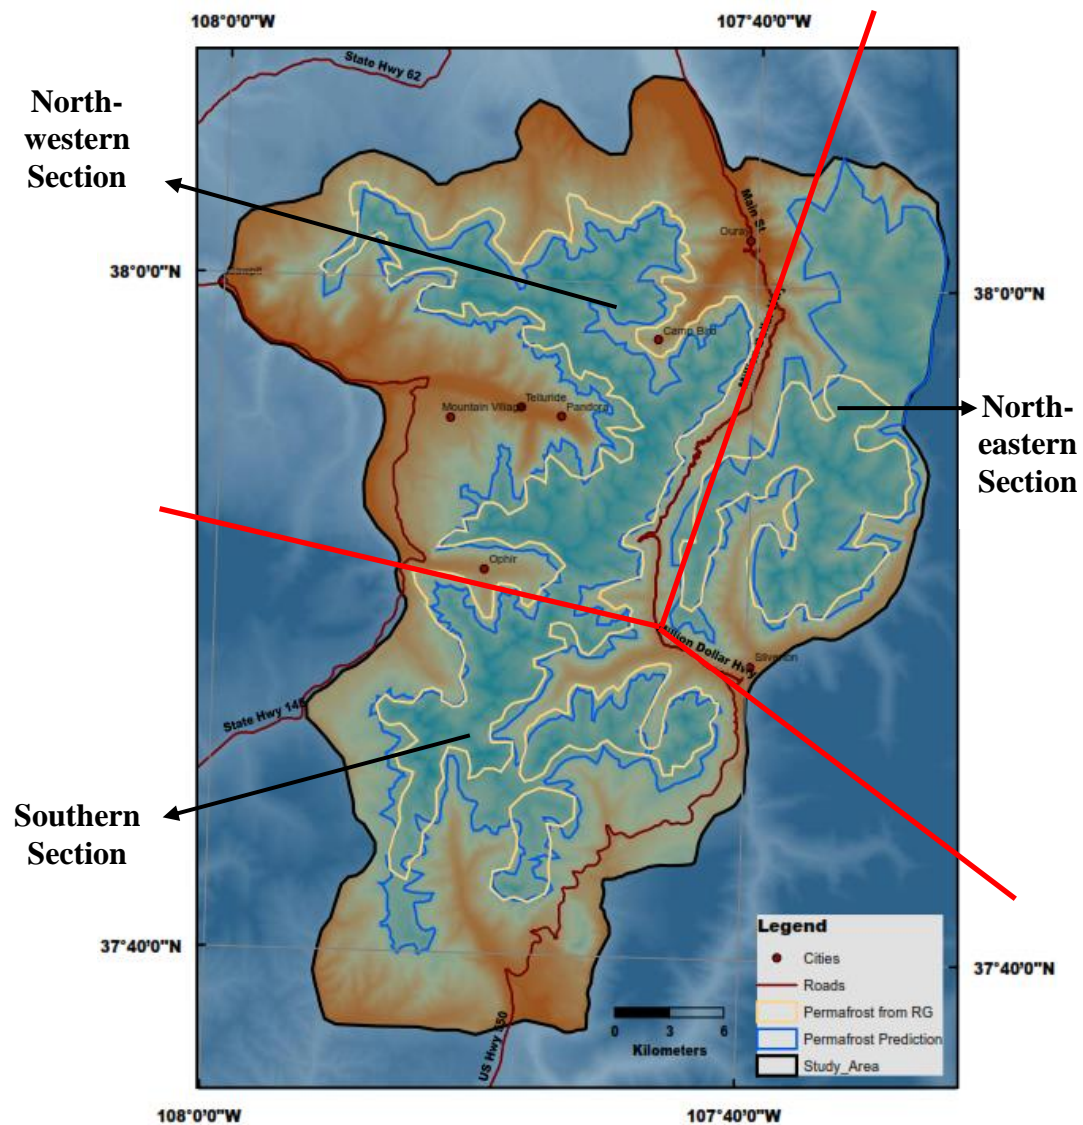 108°0'0"W
107°40'0"W
State Hwy 62
North-
western
Section
Main St
Ouray
38°0'0"N
38°0'0"N
Camp Bird
Telluride
Mountain Villag
Pandora
North-
eastern
Section
Ophir
Million Dollar Hwy
Silverton
State Hwy 145
Southern
Section
37°40'0"N
37°40'0"N
US Hwy 550
Legend
Cities
Roads
Permafrost from RG
Permafrost Prediction
Study_Area
0 3 6
Kilometers
108°0'0"W
107°40'0"W